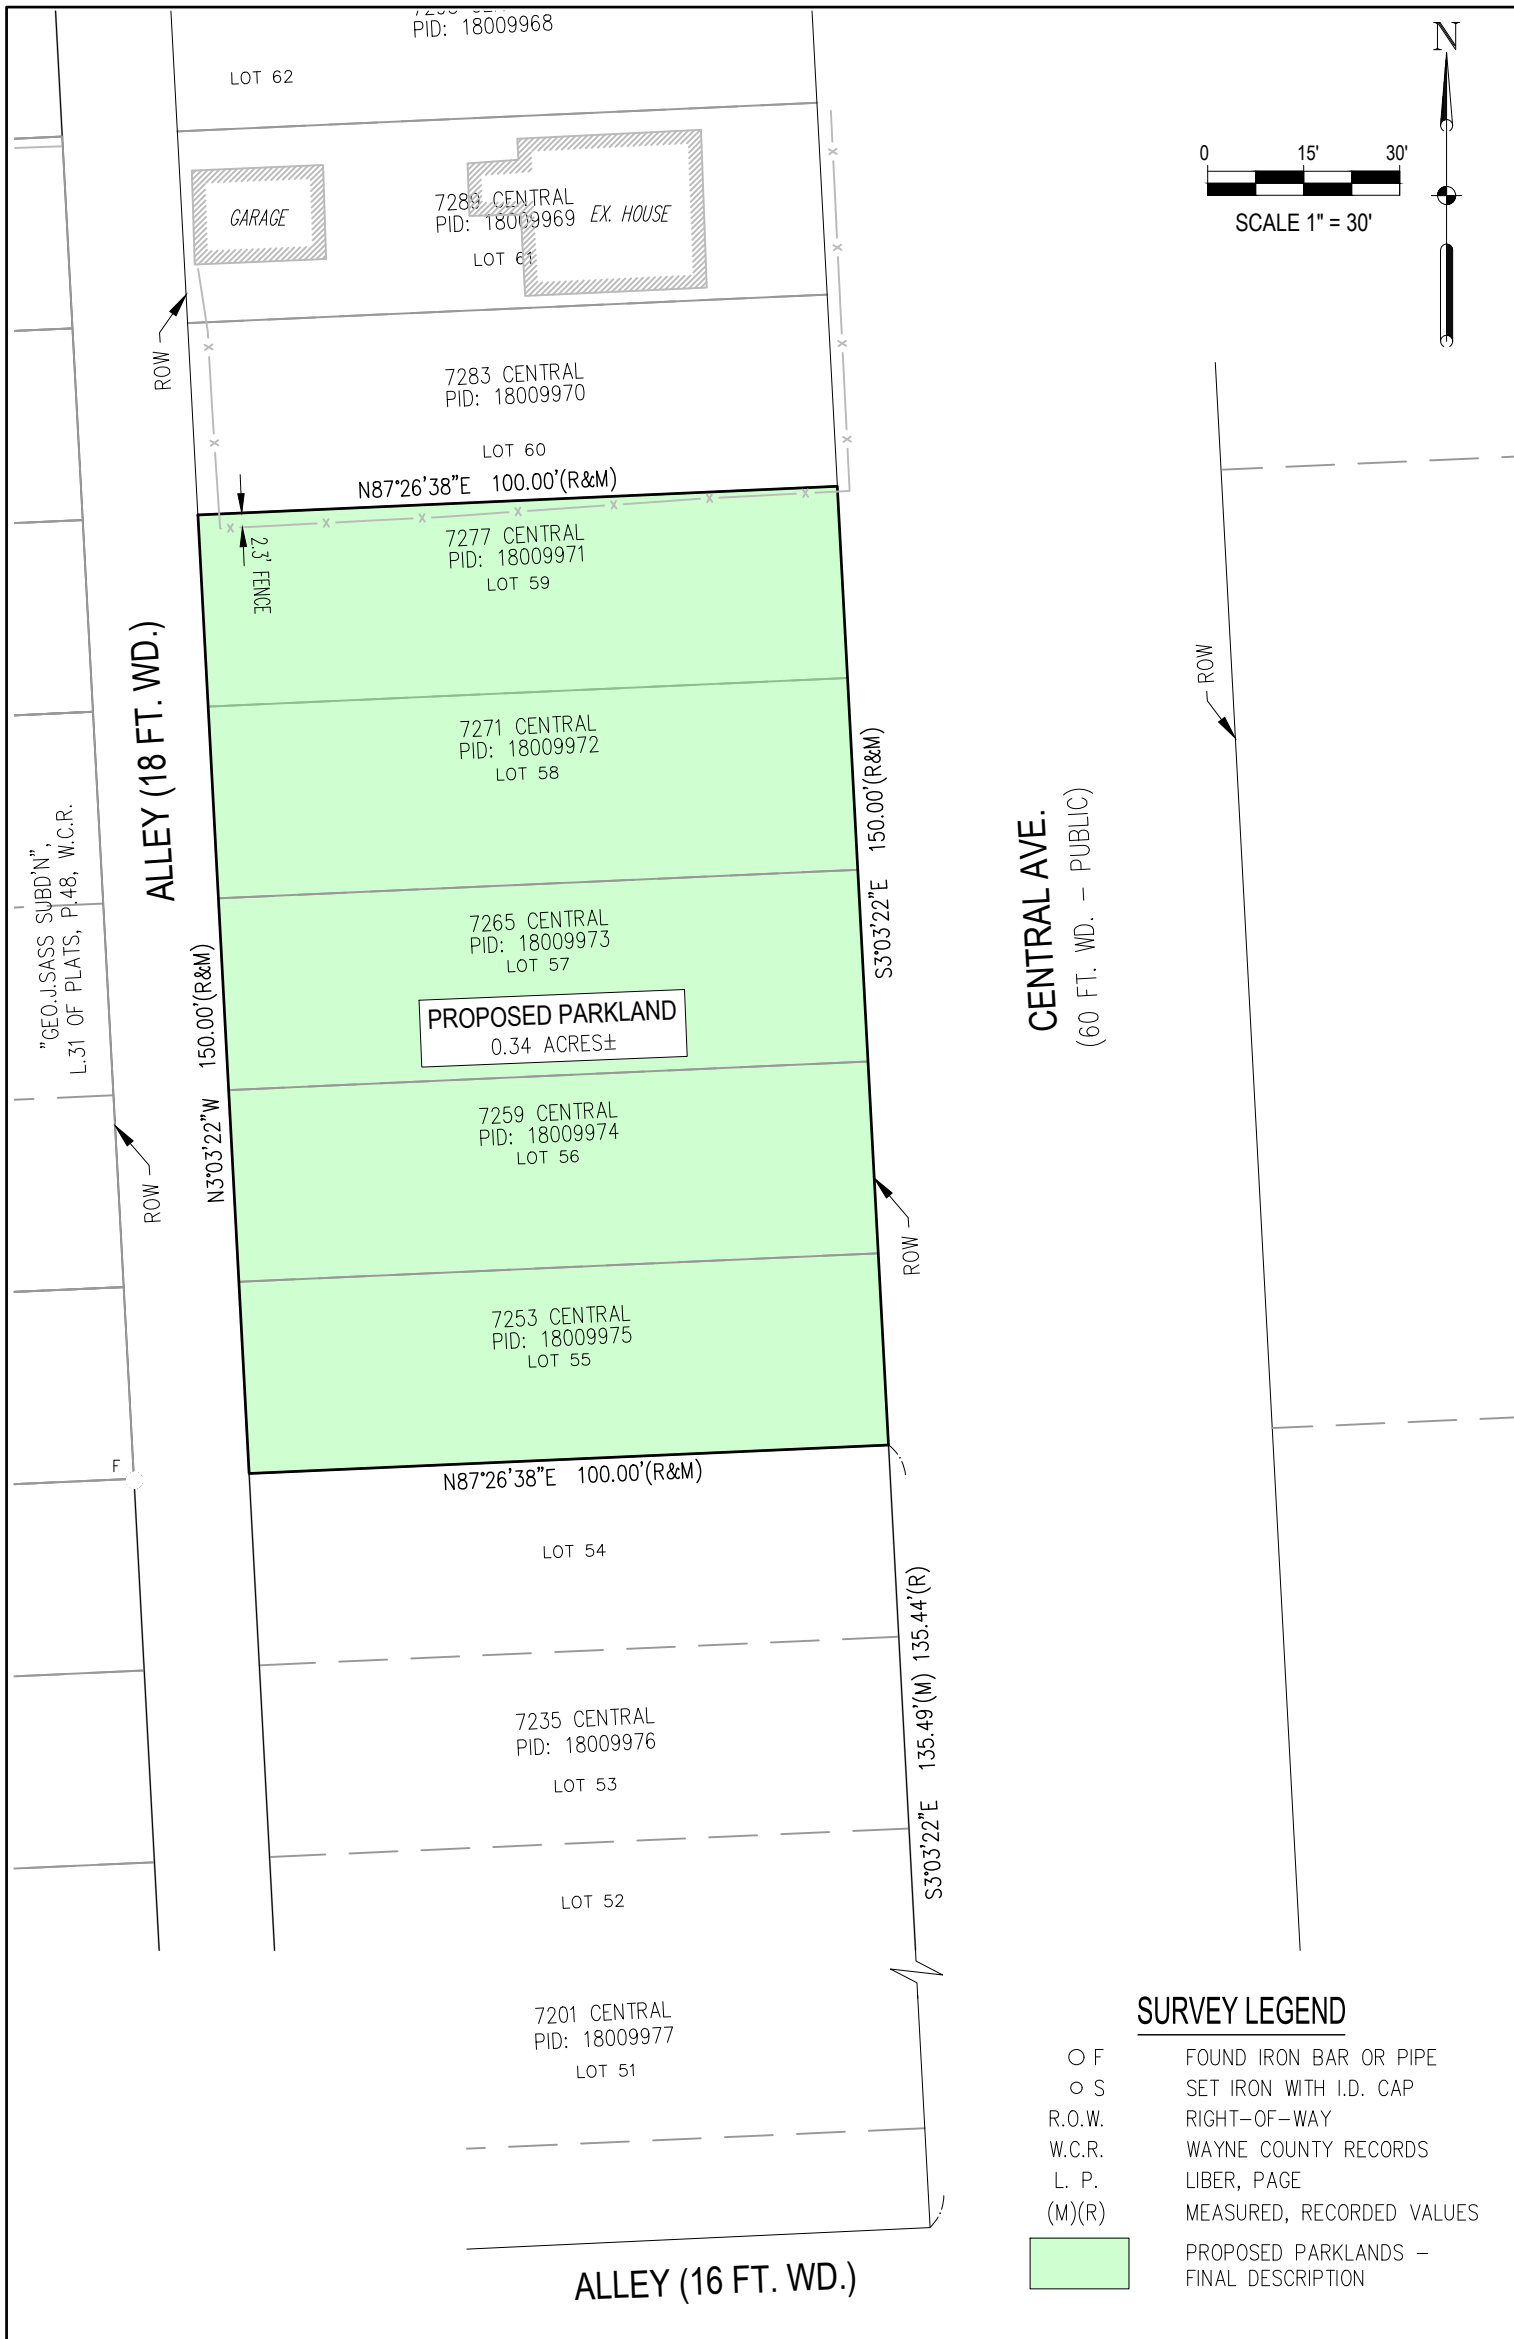 PID: 18009968
LOT 62
N
0 15' 30'
SCALE 1" = 30'
GARAGE
7289 CENTRAL
PID: 18009969
EX. HOUSE
LOT 61
ROW
7283 CENTRAL
PID: 18009970
LOT 60
N87°26'38"E 100.00'(R&M)
2.3' FENCE
7277 CENTRAL
PID: 18009971
LOT 59
ALLEY (18 FT. WD.)
ROW
7271 CENTRAL
PID: 18009972
LOT 58
S3°03'22"E 150.00'(R&M)
CENTRAL AVE.
(60 FT. WD. - PUBLIC)
"GEO.J.SASS SUBD'N",
L.31 OF PLATS, P.48, W.C.R.
7265 CENTRAL
PID: 18009973
LOT 57
N3°03'22"W 150.00'(R&M)
PROPOSED PARKLAND
0.34 ACRES±
7259 CENTRAL
PID: 18009974
LOT 56
ROW
ROW
7253 CENTRAL
PID: 18009975
LOT 55
F
N87°26'38"E 100.00'(R&M)
LOT 54
S3°03'22"E 135.49'(M) 135.44'(R)
7235 CENTRAL
PID: 18009976
LOT 53
LOT 52
7201 CENTRAL
PID: 18009977
LOT 51
ALLEY (16 FT. WD.)
SURVEY LEGEND
F FOUND IRON BAR OR PIPE
S SET IRON WITH I.D. CAP
R.O.W. RIGHT-OF-WAY
W.C.R. WAYNE COUNTY RECORDS
L. P. LIBER, PAGE
(M)(R) MEASURED, RECORDED VALUES
PROPOSED PARKLANDS -
FINAL DESCRIPTION